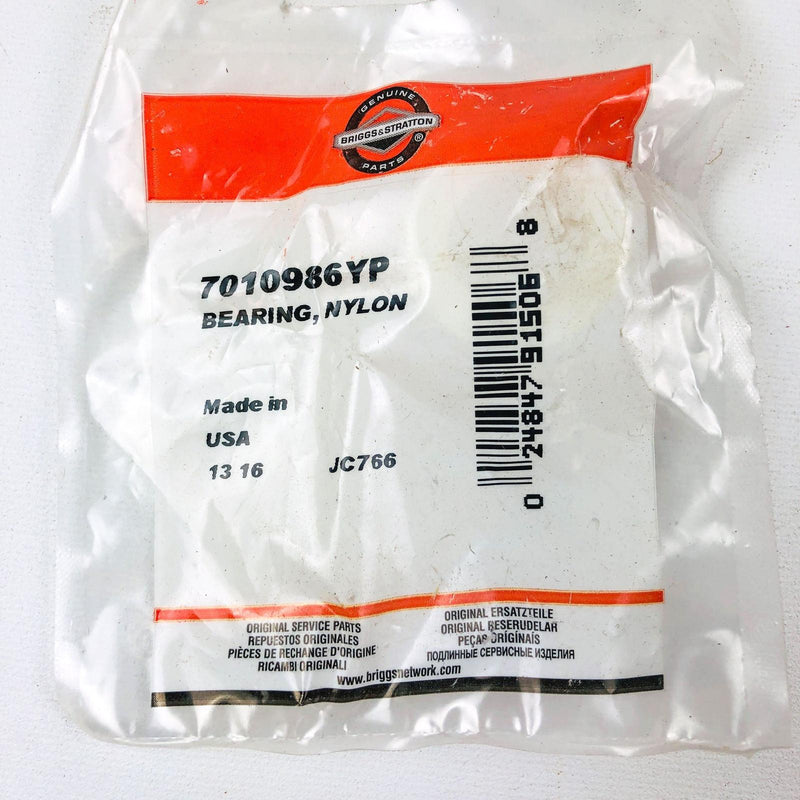 GENUINE
BRIGGS & STRATTON
®
PARTS
7010986YP
BEARING, NYLON
Made in
USA
13 16
JC766
0 24847 91506 8
ORIGINAL SERVICE PARTS
REPUESTOS ORIGINALES
PIÈCES DE RECHANGE D'ORIGINE
RICAMBI ORIGINALI
ORIGINAL ERSATZTEILE
ORIGINAL RESERUDELAR
PEÇAS ORIGINAIS
ПОДЛИННЫЕ СЕРВИСНЫЕ ИЗДЕЛИЯ
www.briggsnetwork.com